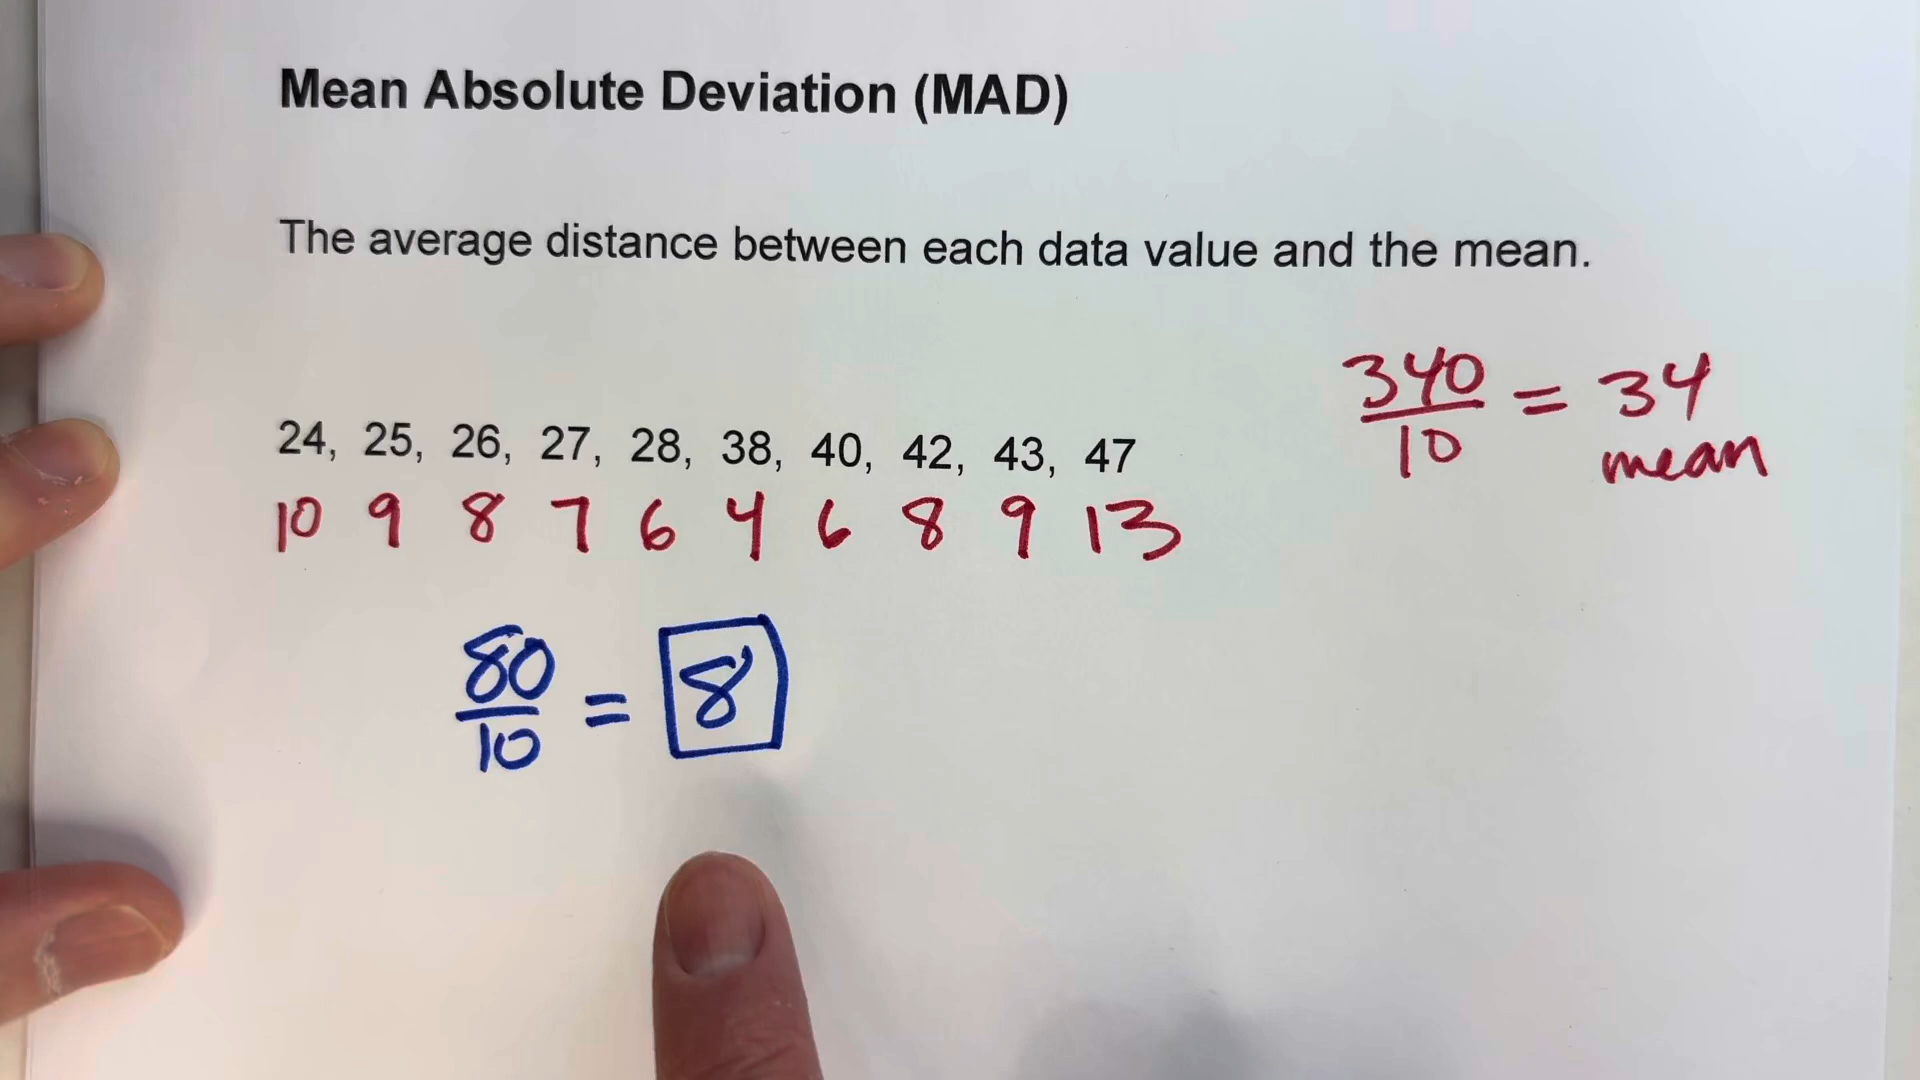 Mean Absolute Deviation (MAD)
The average distance between each data value and the mean.
340/10 = 34
mean
24, 25, 26, 27, 28, 38, 40, 42, 43, 47
10 9 8 7 6 4 6 8 9 13
80/10 = 8